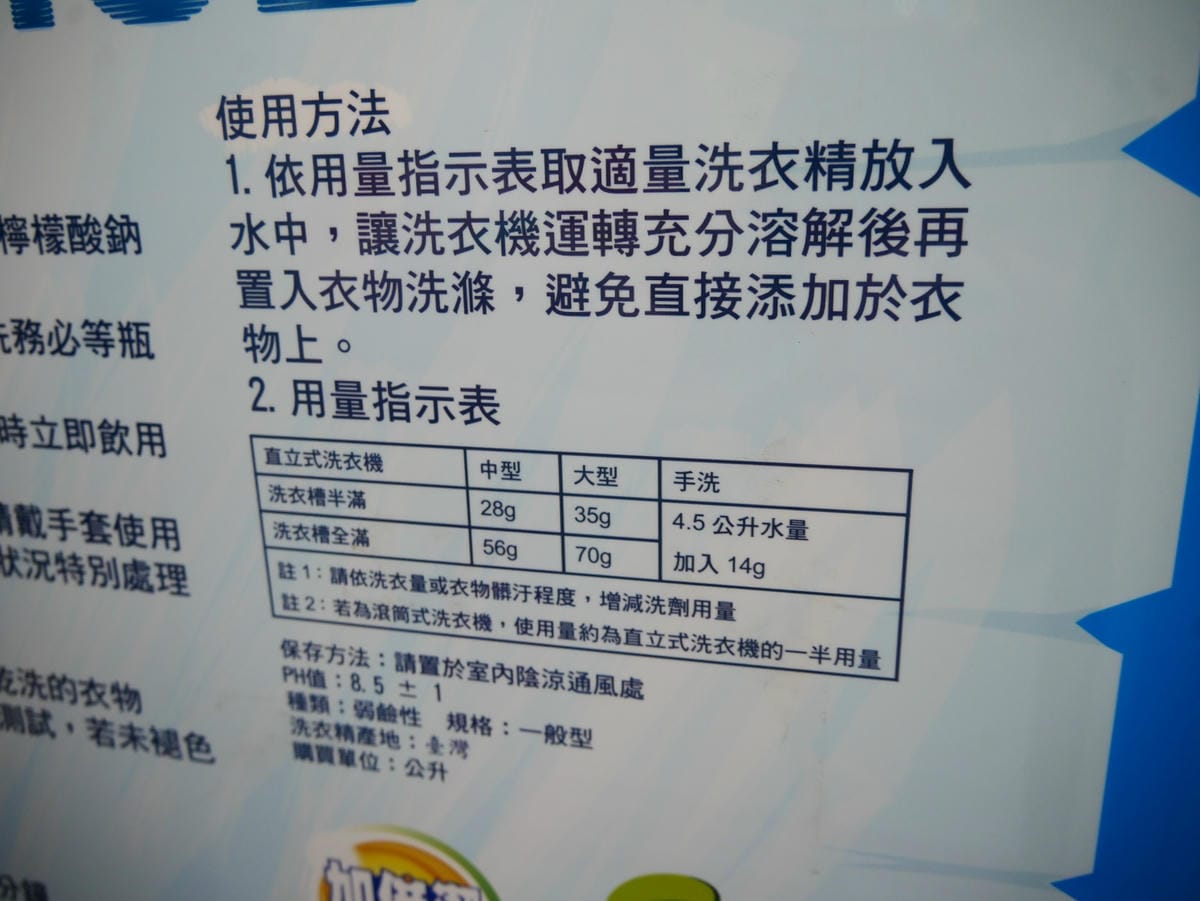 使用方法
1. 依用量指示表取適量洗衣精放入
水中，讓洗衣機運轉充分溶解後再
置入衣物洗滌，避免直接添加於衣
物上。
2. 用量指示表
直立式洗衣機 中型 大型 手洗
洗衣槽半滿 28g 35g 4.5 公升水量
洗衣槽全滿 56g 70g 加入 14g
註1：請依洗衣量或衣物髒汙程度，增減洗劑用量
註2：若為滾筒式洗衣機，使用量約為直立式洗衣機的一半用量
保存方法：請置於室內陰涼通風處
PH值：8.5 ± 1
種類：弱鹼性 規格：一般型
洗衣精產地：臺灣
購買單位：公升
檸檬酸鈉
務必等瓶
時立即飲用
戴手套使用
狀況特別處理
乾洗的衣物
測試，若未褪色